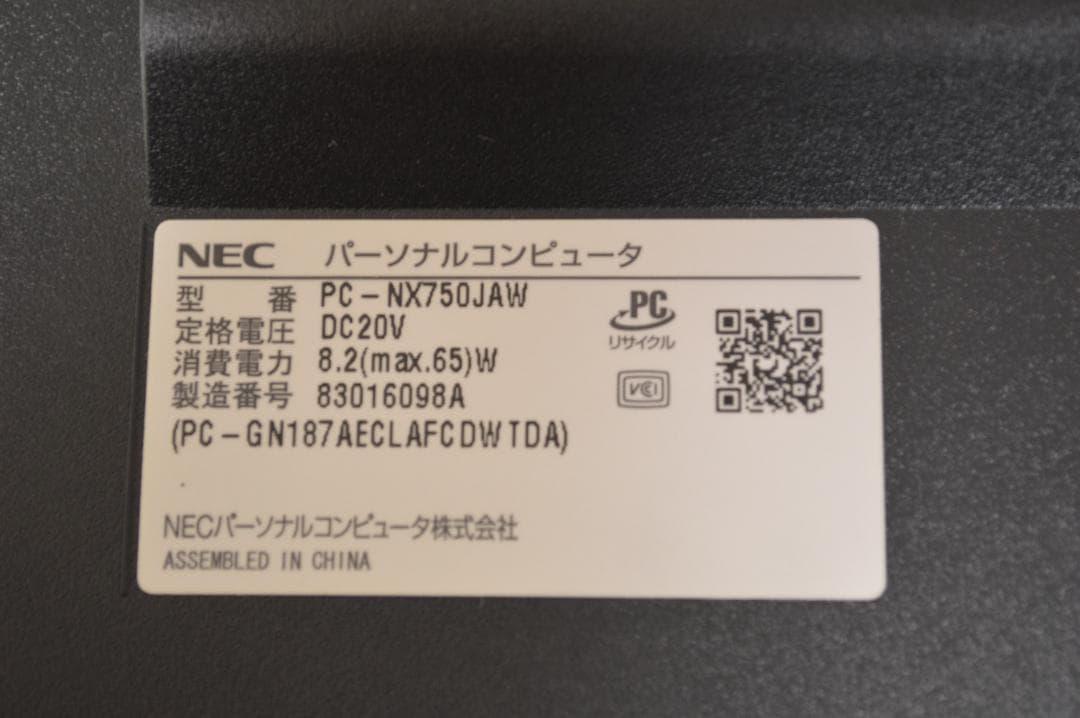 NEC パーソナルコンピュータ
型番 PC-NX750JAW
定格電圧 DC20V
消費電力 8.2(max.65)W
製造番号 83016098A
(PC-GN187AECLAFCDWTDA)
PC
リサイクル
VCCI
NECパーソナルコンピュータ株式会社
ASSEMBLED IN CHINA